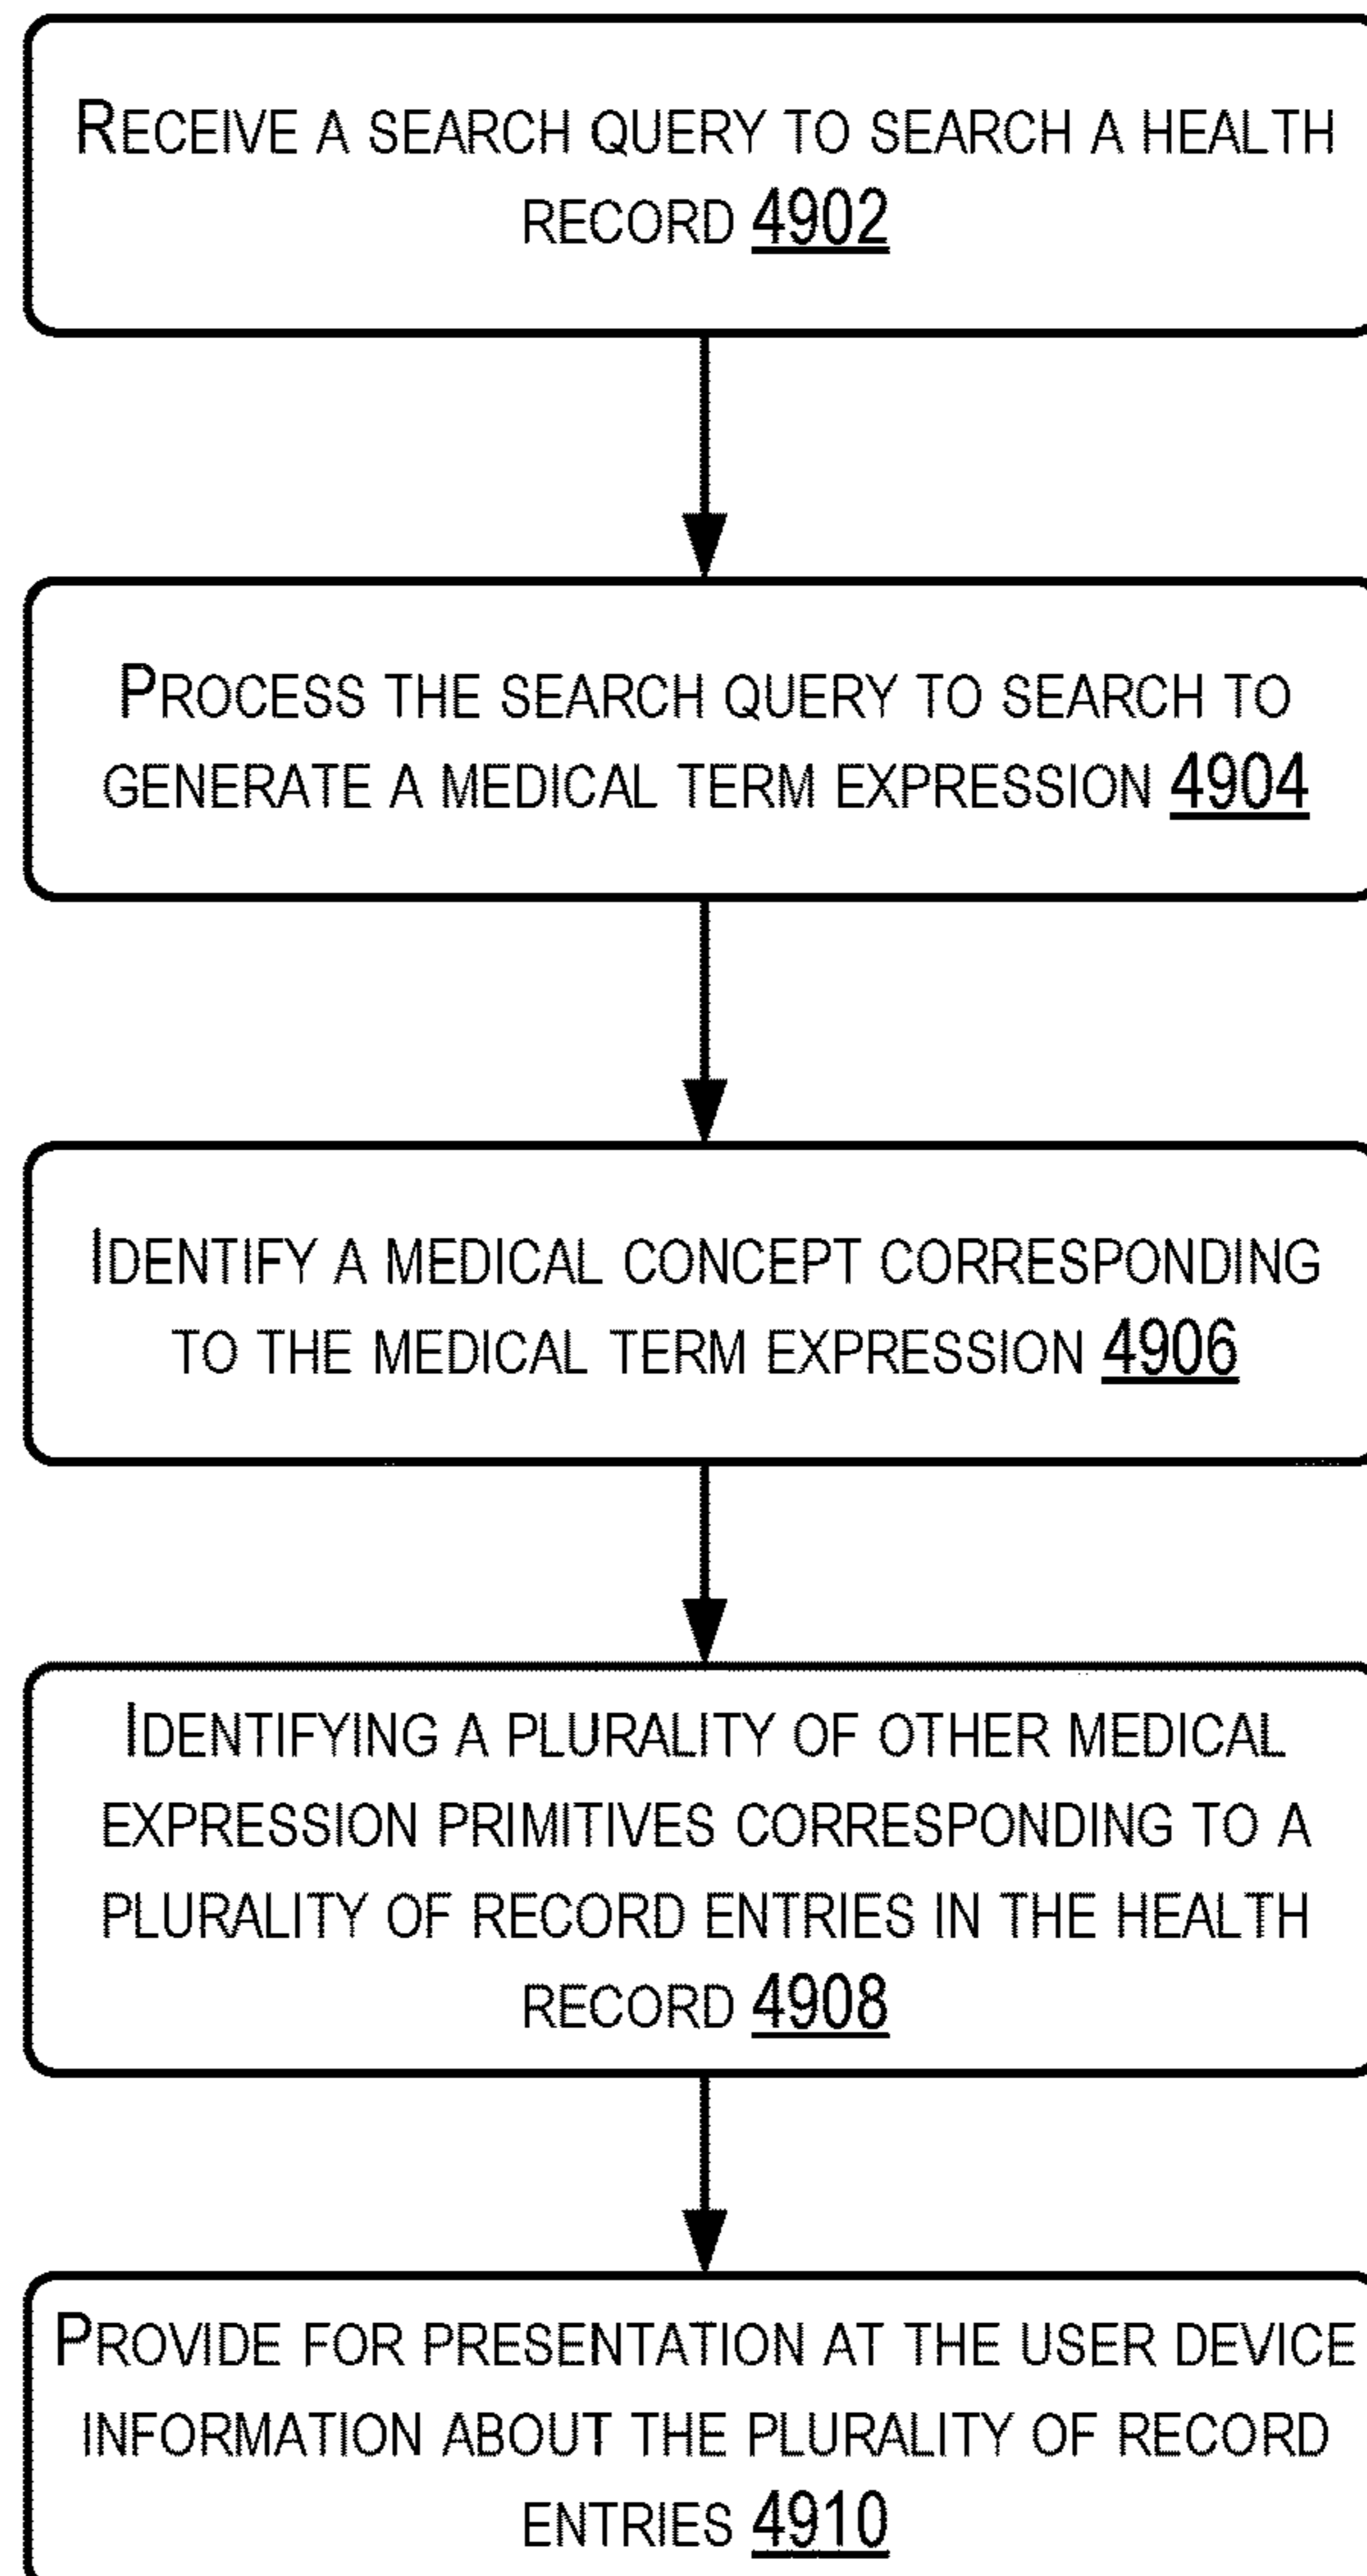 RECEIVE A SEARCH QUERY TO SEARCH A HEALTH
RECORD 4902
PROCESS THE SEARCH QUERY TO SEARCH TO
GENERATE A MEDICAL TERM EXPRESSION 4904
IDENTIFY A MEDICAL CONCEPT CORRESPONDING
TO THE MEDICAL TERM EXPRESSION 4906
IDENTIFYING A PLURALITY OF OTHER MEDICAL
EXPRESSION PRIMITIVES CORRESPONDING TO A
PLURALITY OF RECORD ENTRIES IN THE HEALTH
RECORD 4908
PROVIDE FOR PRESENTATION AT THE USER DEVICE
INFORMATION ABOUT THE PLURALITY OF RECORD
ENTRIES 4910